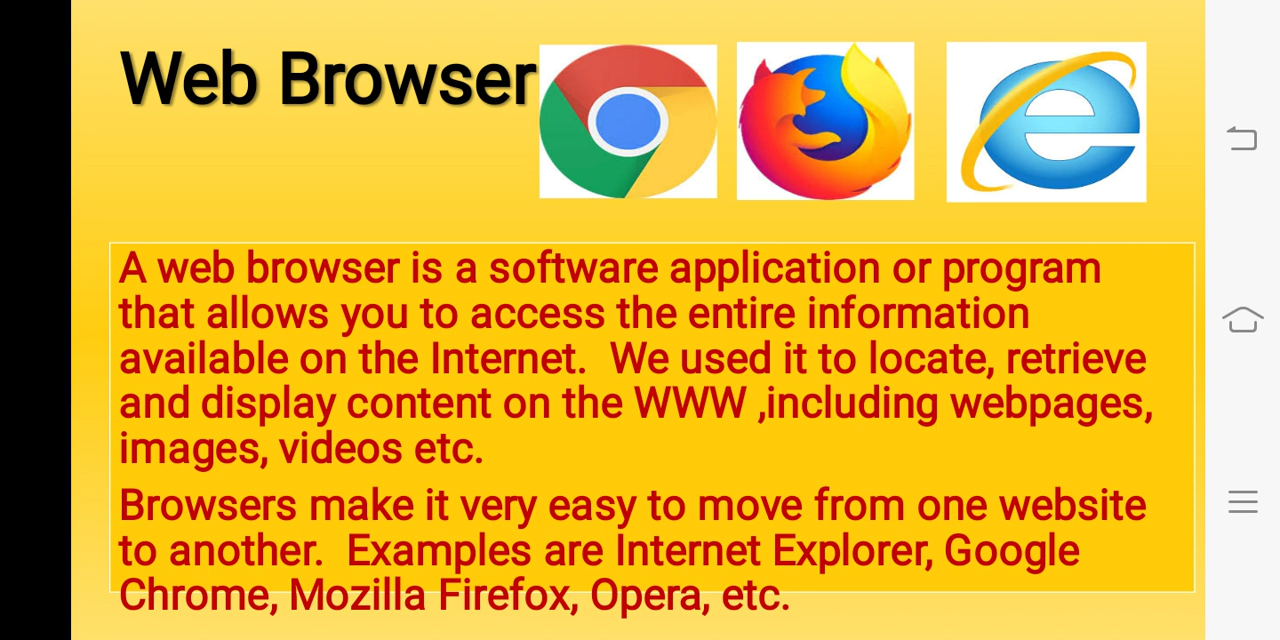 Web Browser
A web browser is a software application or program
that allows you to access the entire information
available on the Internet.  We used it to locate, retrieve
and display content on the WWW ,including webpages,
images, videos etc.
Browsers make it very easy to move from one website
to another.  Examples are Internet Explorer, Google
Chrome, Mozilla Firefox, Opera, etc.